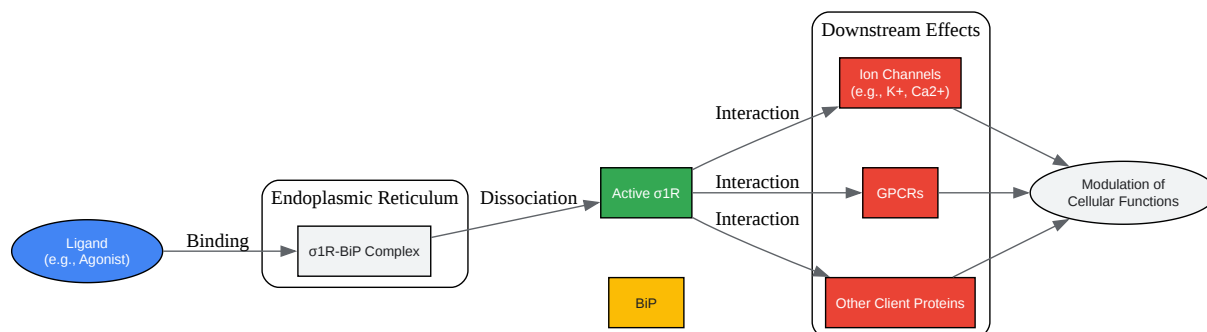 Ligand
(e.g., Agonist)
Binding
Endoplasmic Reticulum
σ1R-BiP Complex
Dissociation
Active σ1R
BiP
Interaction
Interaction
Interaction
Downstream Effects
Ion Channels
(e.g., K+, Ca2+)
GPCRs
Other Client Proteins
Modulation of
Cellular Functions